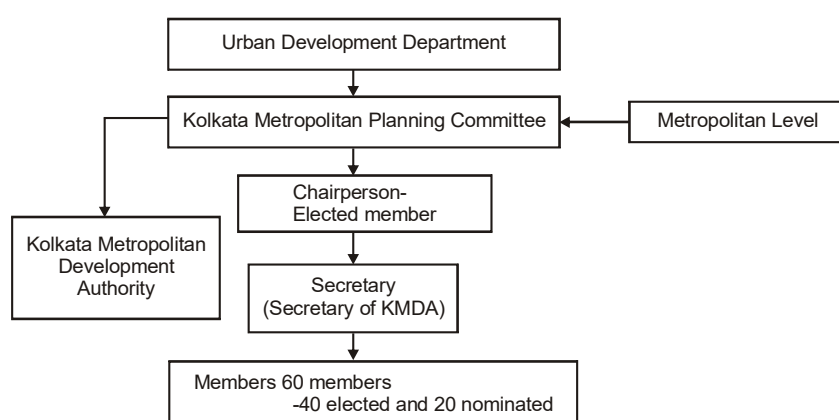 Urban Development Department
Kolkata Metropolitan Planning Committee
Metropolitan Level
Chairperson-
Elected member
Kolkata Metropolitan
Development
Authority
Secretary
(Secretary of KMDA)
Members 60 members
-40 elected and 20 nominated